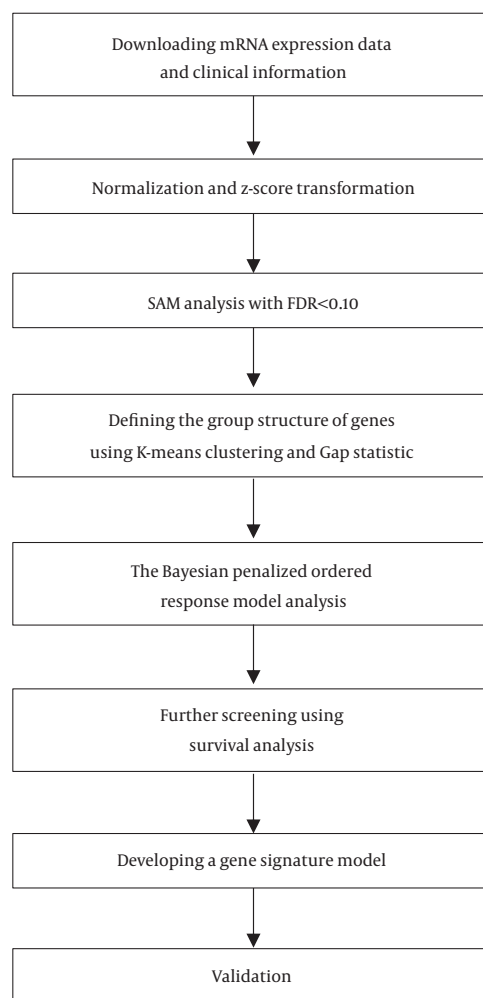 Downloading mRNA expression data
and clinical information
Normalization and z-score transformation
SAM analysis with FDR<0.10
Defining the group structure of genes
using K-means clustering and Gap statistic
The Bayesian penalized ordered
response model analysis
Further screening using
survival analysis
Developing a gene signature model
Validation